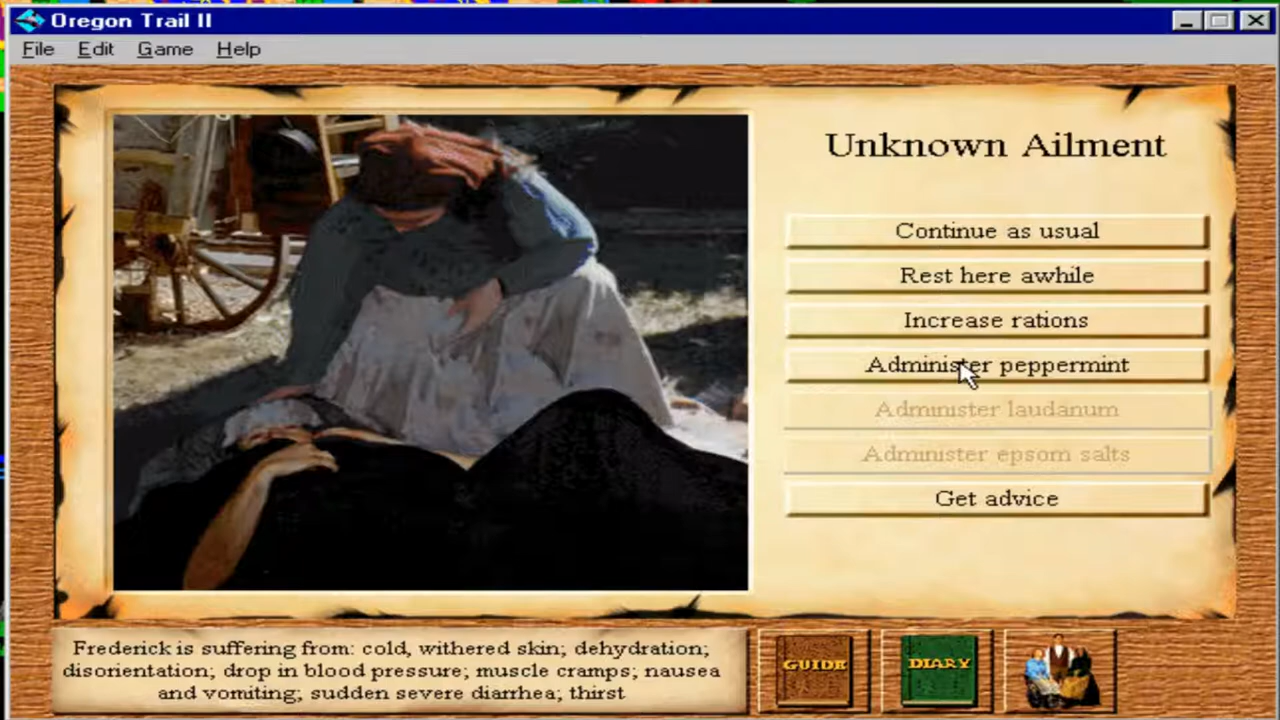 Oregon Trail II
File Edit Game Help
Unknown Ailment
Continue as usual
Rest here awhile
Increase rations
Administer peppermint
Administer laudanum
Administer epsom salts
Get advice
Frederick is suffering from: cold, withered skin; dehydration;
disorientation; drop in blood pressure; muscle cramps; nausea
and vomiting; sudden severe diarrhea; thirst
GUIDE
DIARY